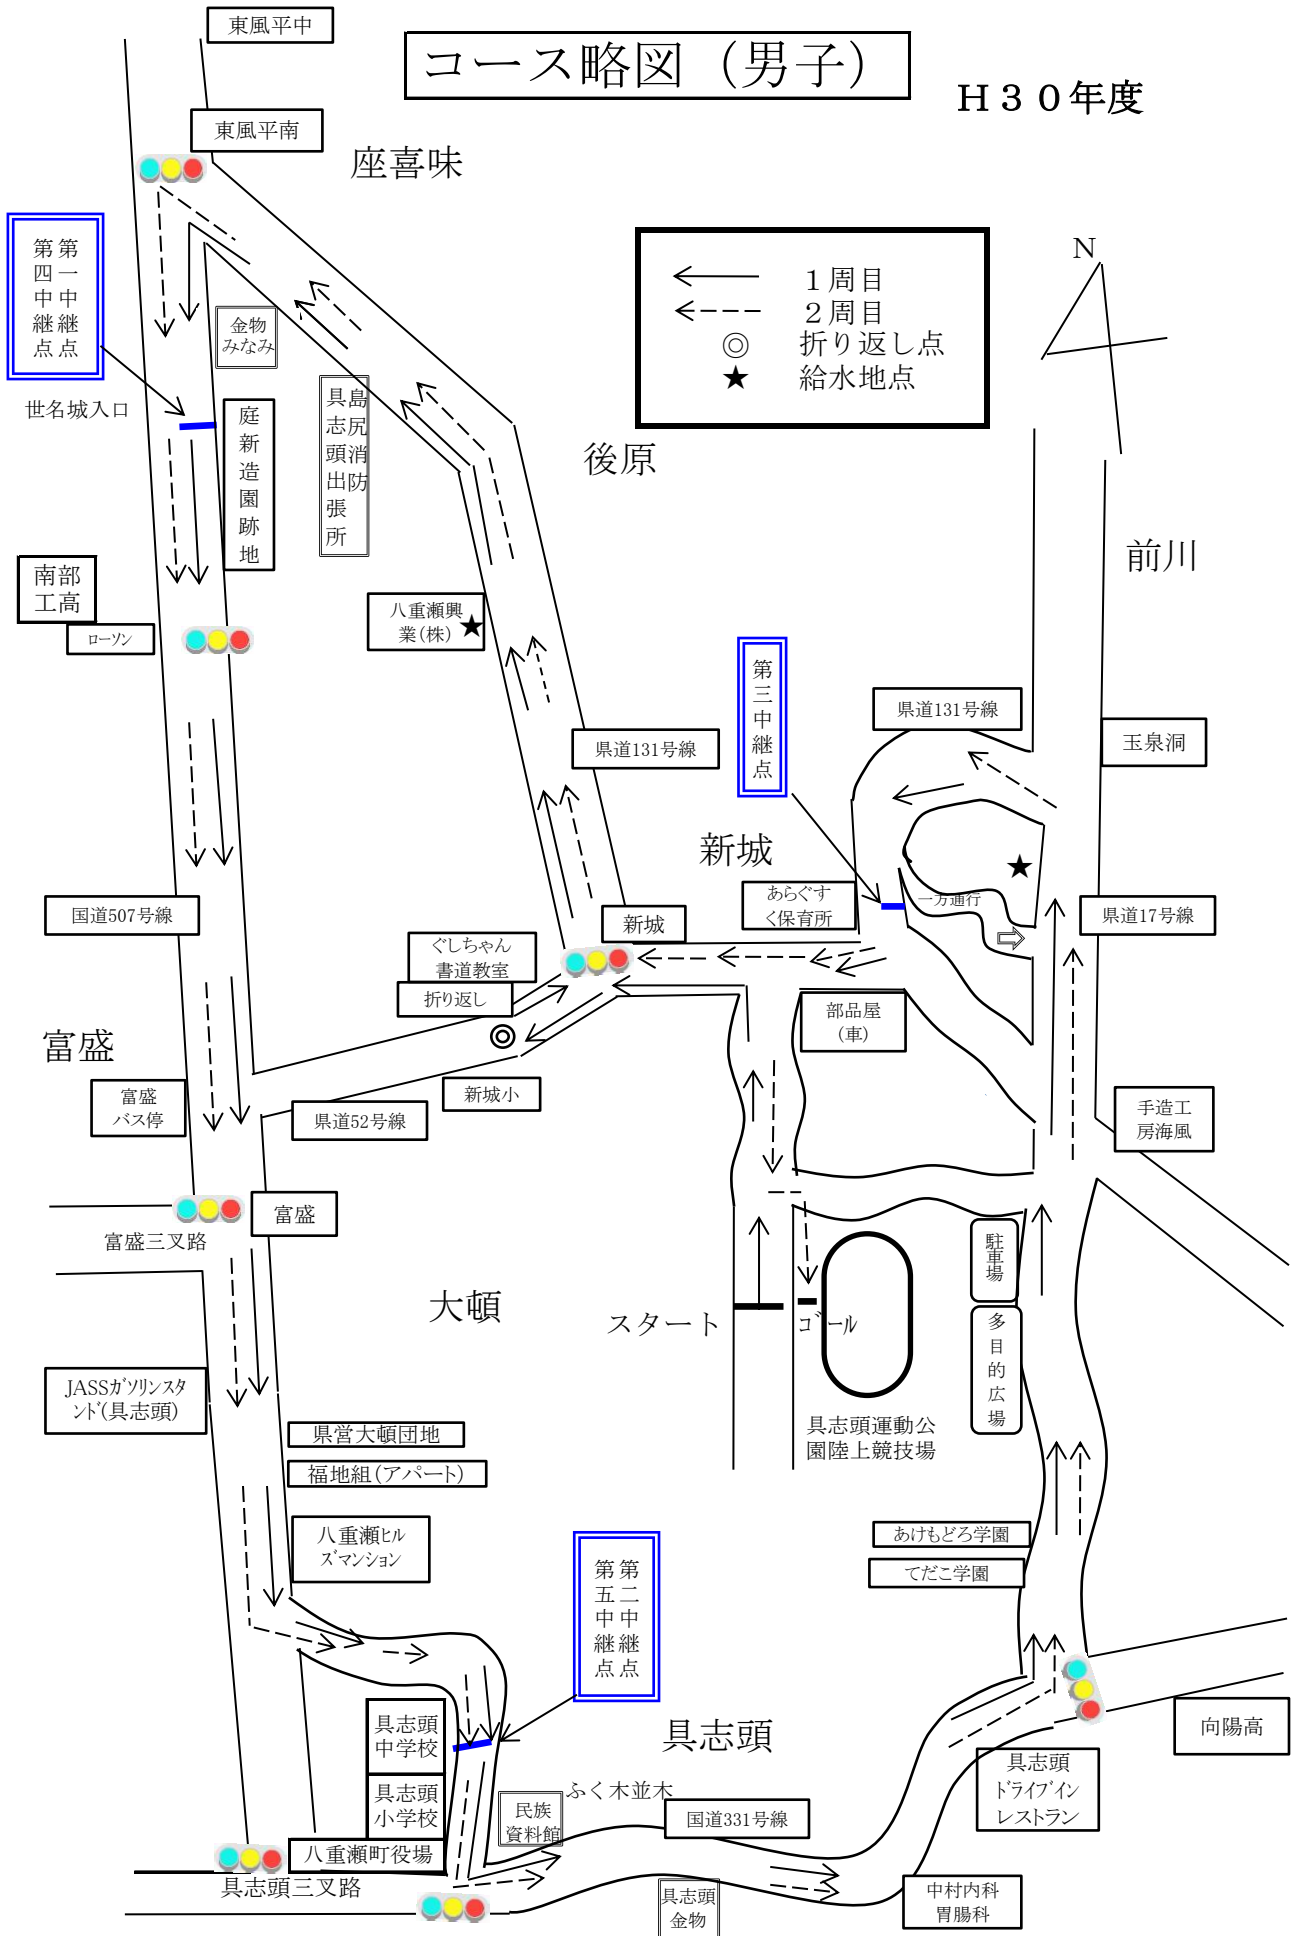 東風平中
コース略図（男子）
H３０年度
東風平南
座喜味
第一中継点
第四中継点
N
１周目
２周目
◎ 折り返し点
★ 給水地点
金物
みなみ
世名城入口
庭新造園跡地
島尻消防
具志頭出張所
後原
前川
南部
工高
ローソン
八重瀬興
業(株)
★
第三中継点
県道131号線
県道131号線
玉泉洞
新城
★
あらぐす
く保育所
一方通行
国道507号線
県道17号線
新城
ぐしちゃん
書道教室
折り返し
◎
部品屋
(車)
富盛
富盛
バス停
新城小
県道52号線
手造工
房海風
富盛
富盛三叉路
駐車場
大頓
スタート
ゴール
多目的広場
JASSガソリンスタ
ンド(具志頭)
具志頭運動公
園陸上競技場
県営大頓団地
福地組(アパート)
八重瀬ヒル
ズマンション
あけもどろ学園
てだこ学園
第二中継点
第五中継点
具志頭
中学校
具志頭
向陽高
具志頭
ドライブイン
レストラン
具志頭
小学校
ふく木並木
民族
資料館
国道331号線
八重瀬町役場
具志頭三叉路
具志頭
金物
中村内科
胃腸科